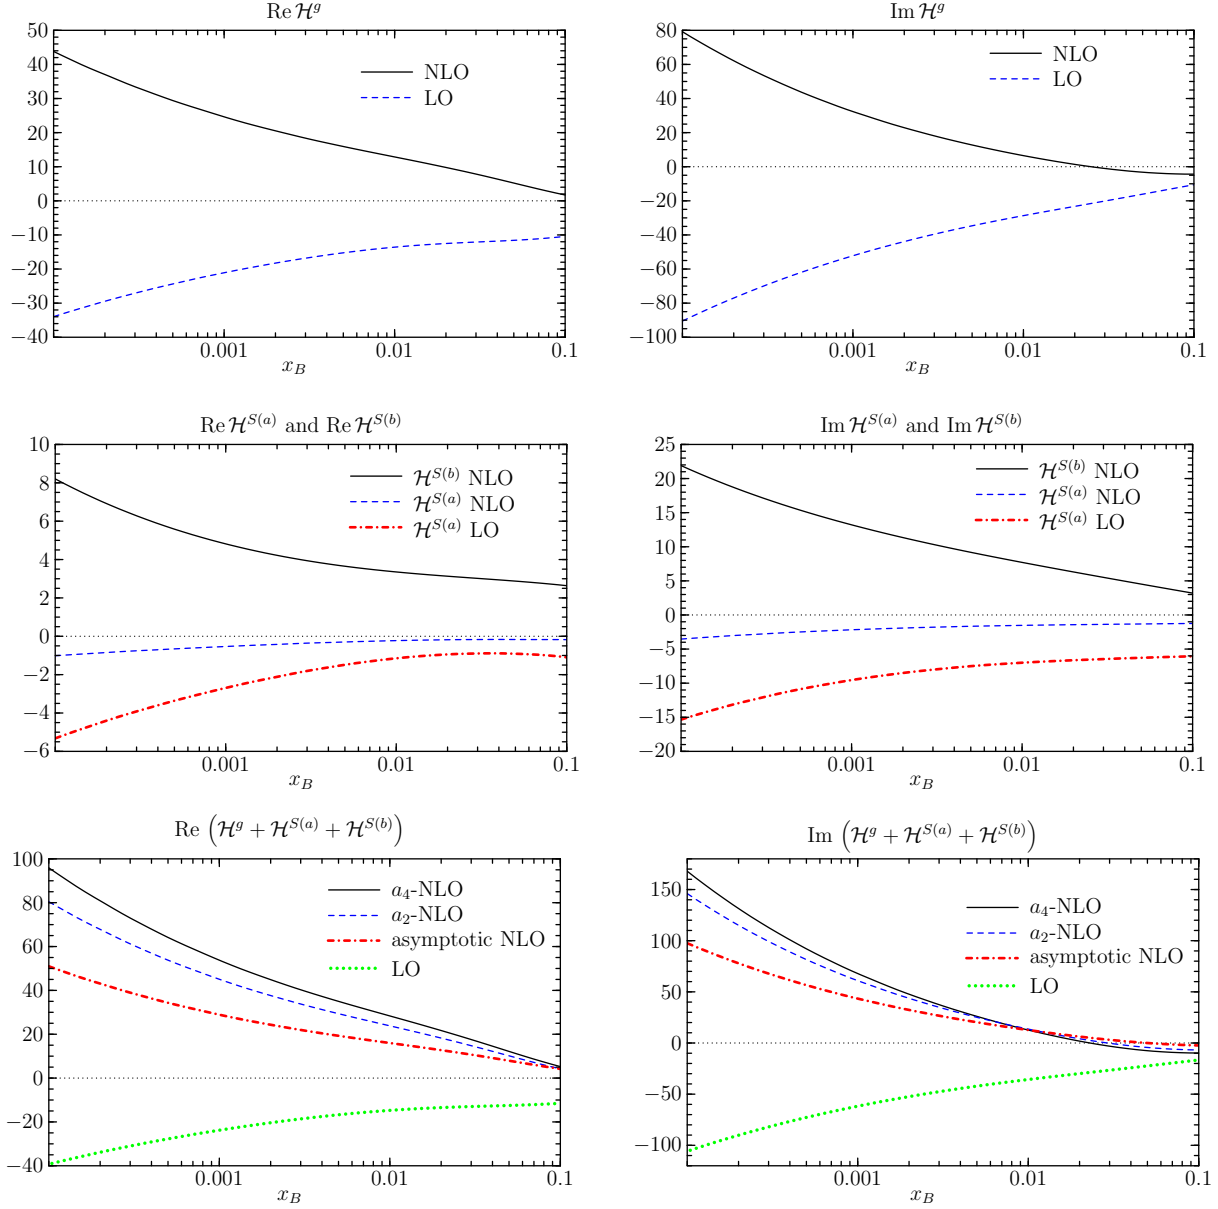 Re ℋ^g
50
40
30
20
10
0
−10
−20
−30
−40
NLO
LO
0.001
0.01
0.1
x_B
Im ℋ^g
80
60
40
20
0
−20
−40
−60
−80
−100
NLO
LO
0.001
0.01
0.1
x_B
Re ℋ^{S(a)} and Re ℋ^{S(b)}
10
8
6
4
2
0
−2
−4
−6
ℋ^{S(b)} NLO
ℋ^{S(a)} NLO
ℋ^{S(a)} LO
0.001
0.01
0.1
x_B
Im ℋ^{S(a)} and Im ℋ^{S(b)}
25
20
15
10
5
0
−5
−10
−15
−20
ℋ^{S(b)} NLO
ℋ^{S(a)} NLO
ℋ^{S(a)} LO
0.001
0.01
0.1
x_B
Re (ℋ^g + ℋ^{S(a)} + ℋ^{S(b)})
100
80
60
40
20
0
−20
−40
a_4-NLO
a_2-NLO
asymptotic NLO
LO
0.001
0.01
0.1
x_B
Im (ℋ^g + ℋ^{S(a)} + ℋ^{S(b)})
150
100
50
0
−50
−100
a_4-NLO
a_2-NLO
asymptotic NLO
LO
0.001
0.01
0.1
x_B